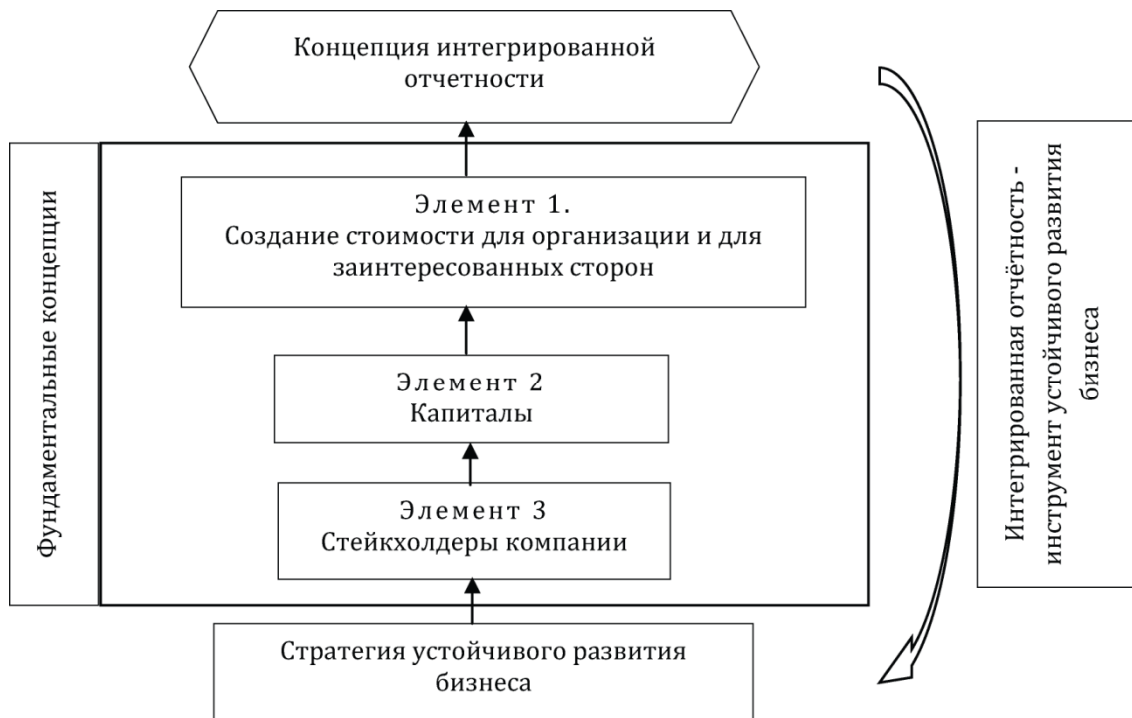 Концепция интегрированной
отчетности
Фундаментальные концепции
Элемент 1.
Создание стоимости для организации и для
заинтересованных сторон
Элемент 2
Капиталы
Элемент 3
Стейкхолдеры компании
Стратегия устойчивого развития
бизнеса
Интегрированная отчётность -
инструмент устойчивого развития
бизнеса